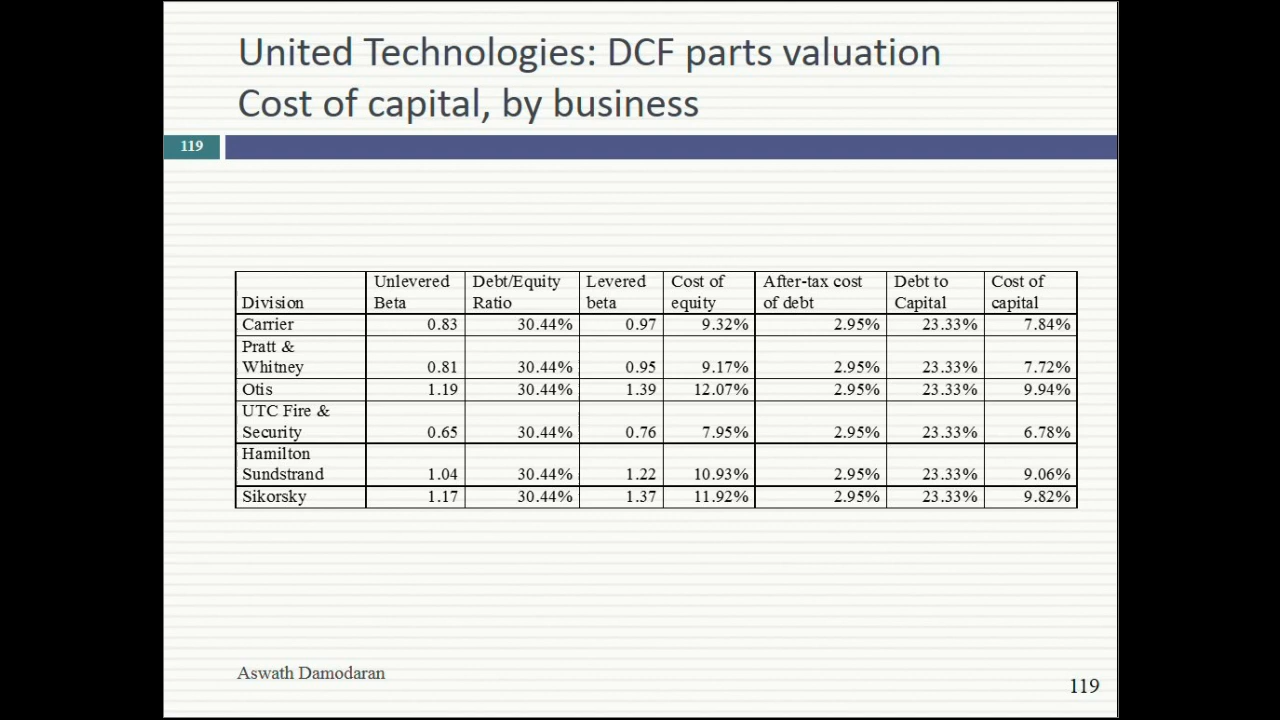 United Technologies: DCF parts valuation
Cost of capital, by business
119
Division Unlevered Beta Debt/Equity Ratio Levered beta Cost of equity After-tax cost of debt Debt to Capital Cost of capital
Carrier 0.83 30.44% 0.97 9.32% 2.95% 23.33% 7.84%
Pratt & Whitney 0.81 30.44% 0.95 9.17% 2.95% 23.33% 7.72%
Otis 1.19 30.44% 1.39 12.07% 2.95% 23.33% 9.94%
UTC Fire & Security 0.65 30.44% 0.76 7.95% 2.95% 23.33% 6.78%
Hamilton Sundstrand 1.04 30.44% 1.22 10.93% 2.95% 23.33% 9.06%
Sikorsky 1.17 30.44% 1.37 11.92% 2.95% 23.33% 9.82%
Aswath Damodaran
119